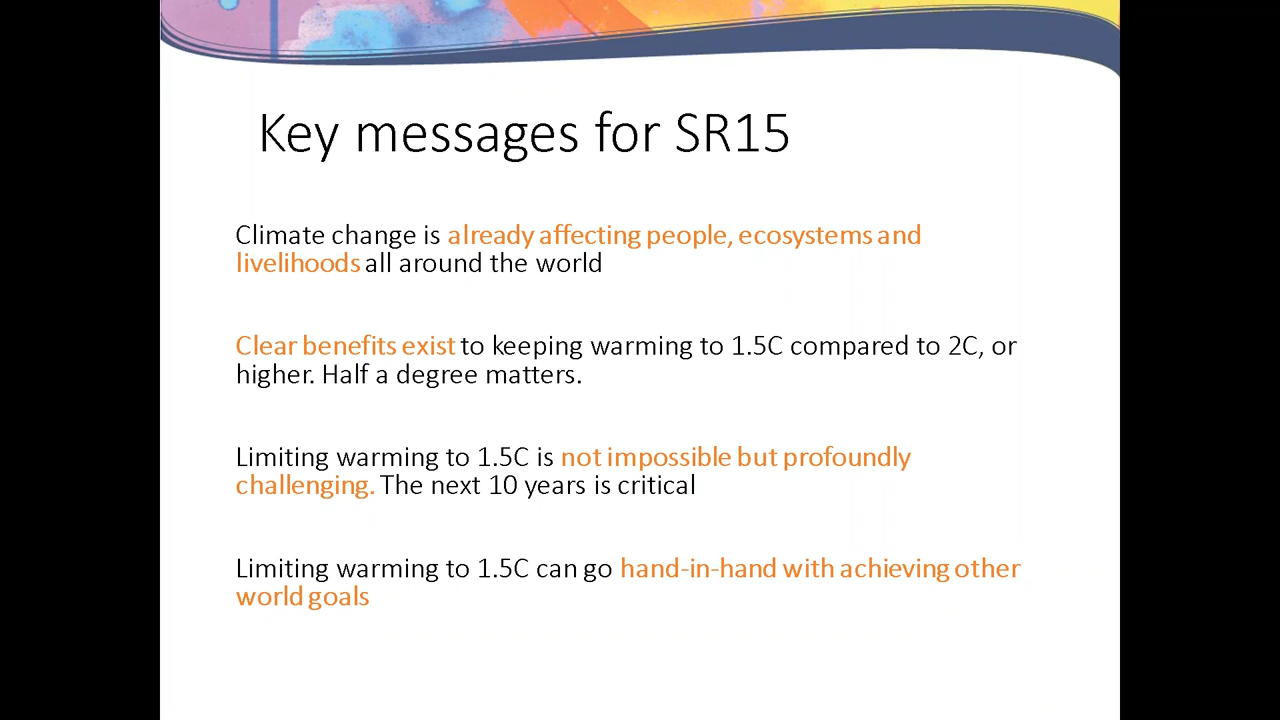 Key messages for SR15
Climate change is already affecting people, ecosystems and
livelihoods all around the world
Clear benefits exist to keeping warming to 1.5C compared to 2C, or
higher. Half a degree matters.
Limiting warming to 1.5C is not impossible but profoundly
challenging. The next 10 years is critical
Limiting warming to 1.5C can go hand-in-hand with achieving other
world goals